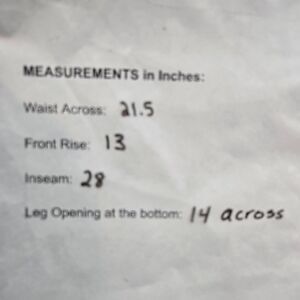 MEASUREMENTS in Inches:
Waist Across: 21.5
Front Rise: 13
Inseam: 28
Leg Opening at the bottom: 14 across